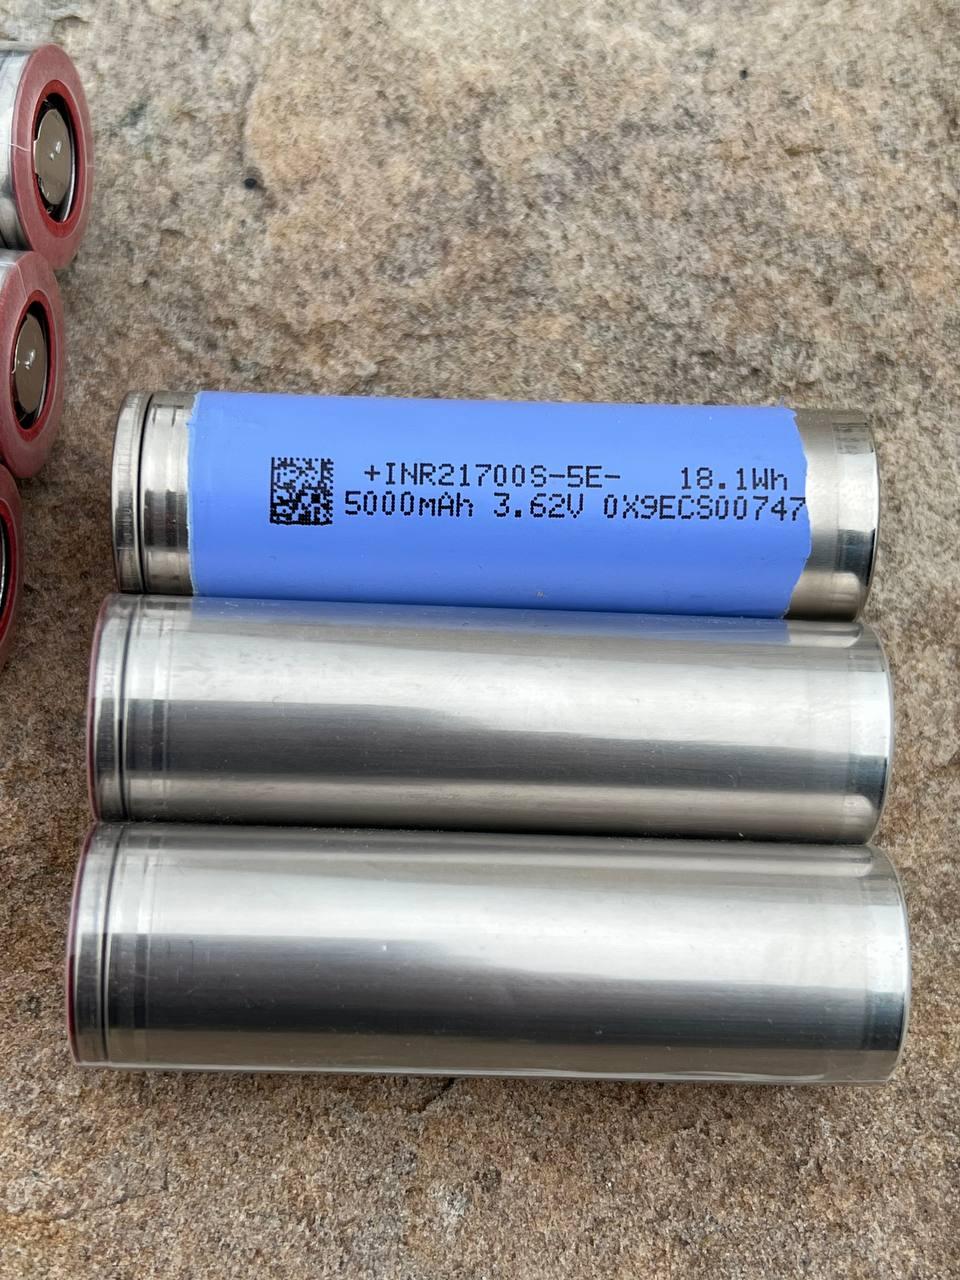 +INR21700S-5E- 18.1Wh
5000mAh 3.62V 0X9ECS00747